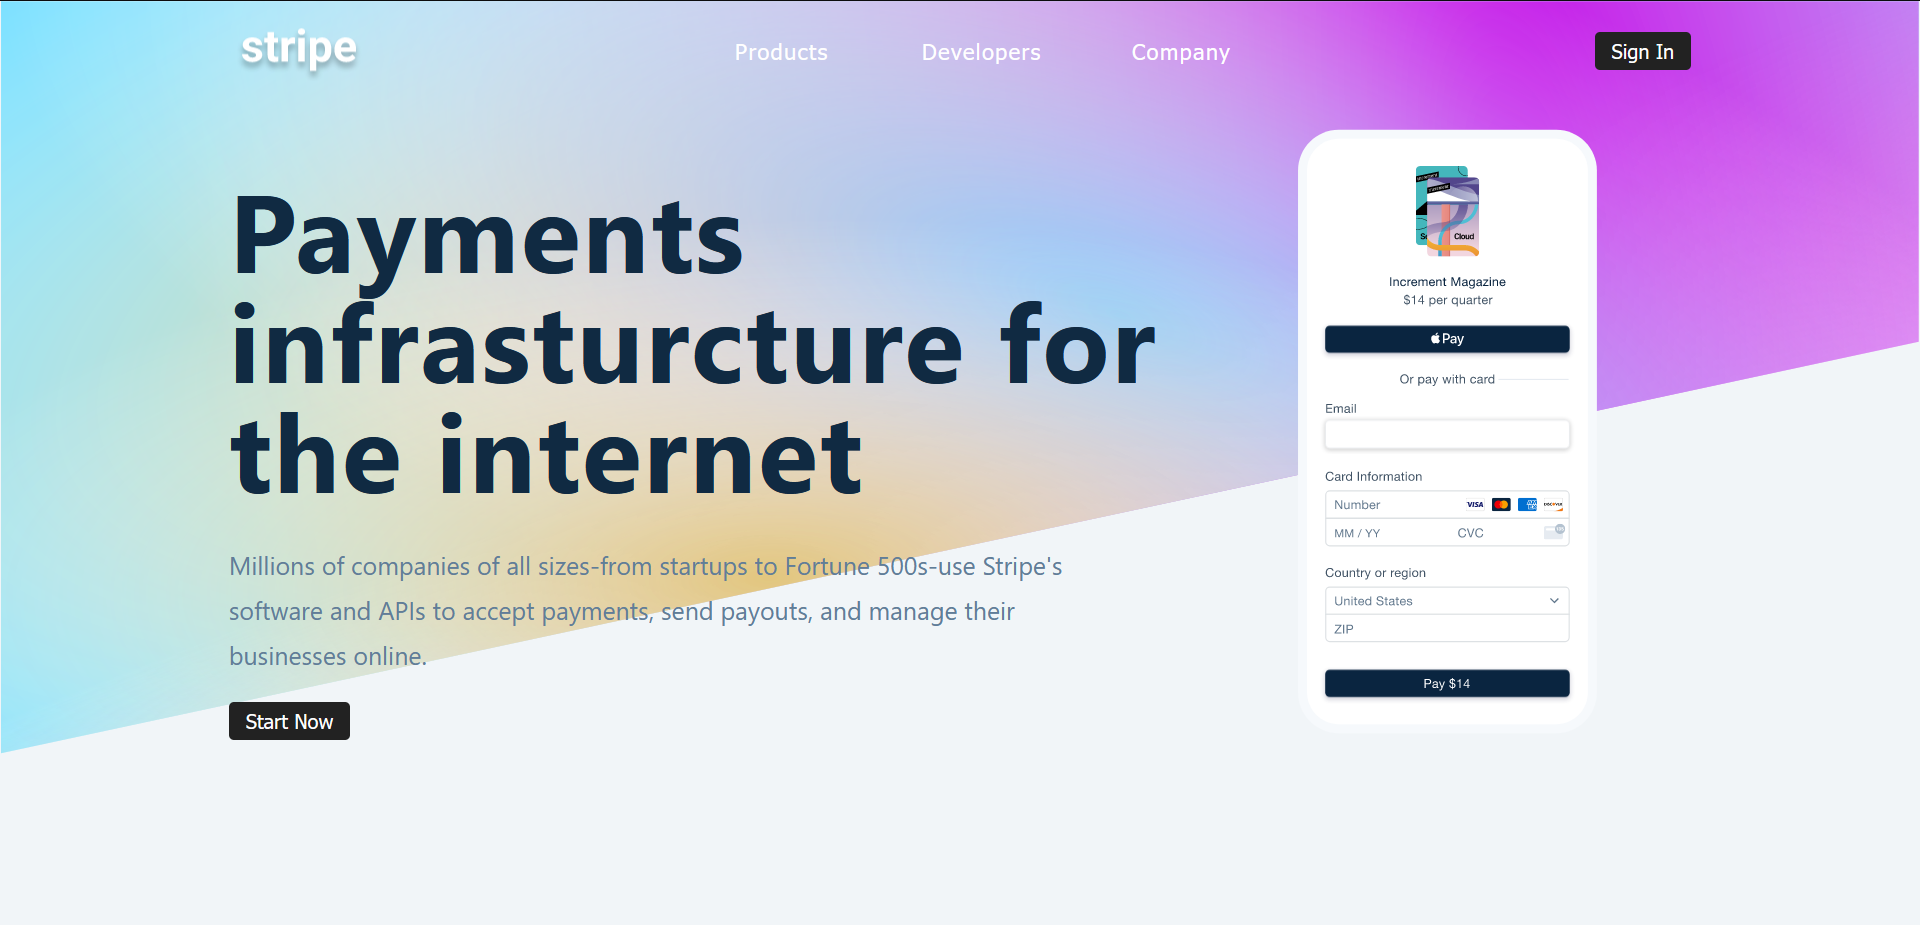 stripe
Products Developers Company
Sign In
Payments
infrasturcture for
the internet
Millions of companies of all sizes-from startups to Fortune 500s-use Stripe's
software and APIs to accept payments, send payouts, and manage their
businesses online.
Start Now
Cloud
Increment Magazine
$14 per quarter
Pay
Or pay with card
Email
Card Information
Number VISA AMEX DISCOVER
MM / YY CVC
Country or region
United States
ZIP
Pay $14